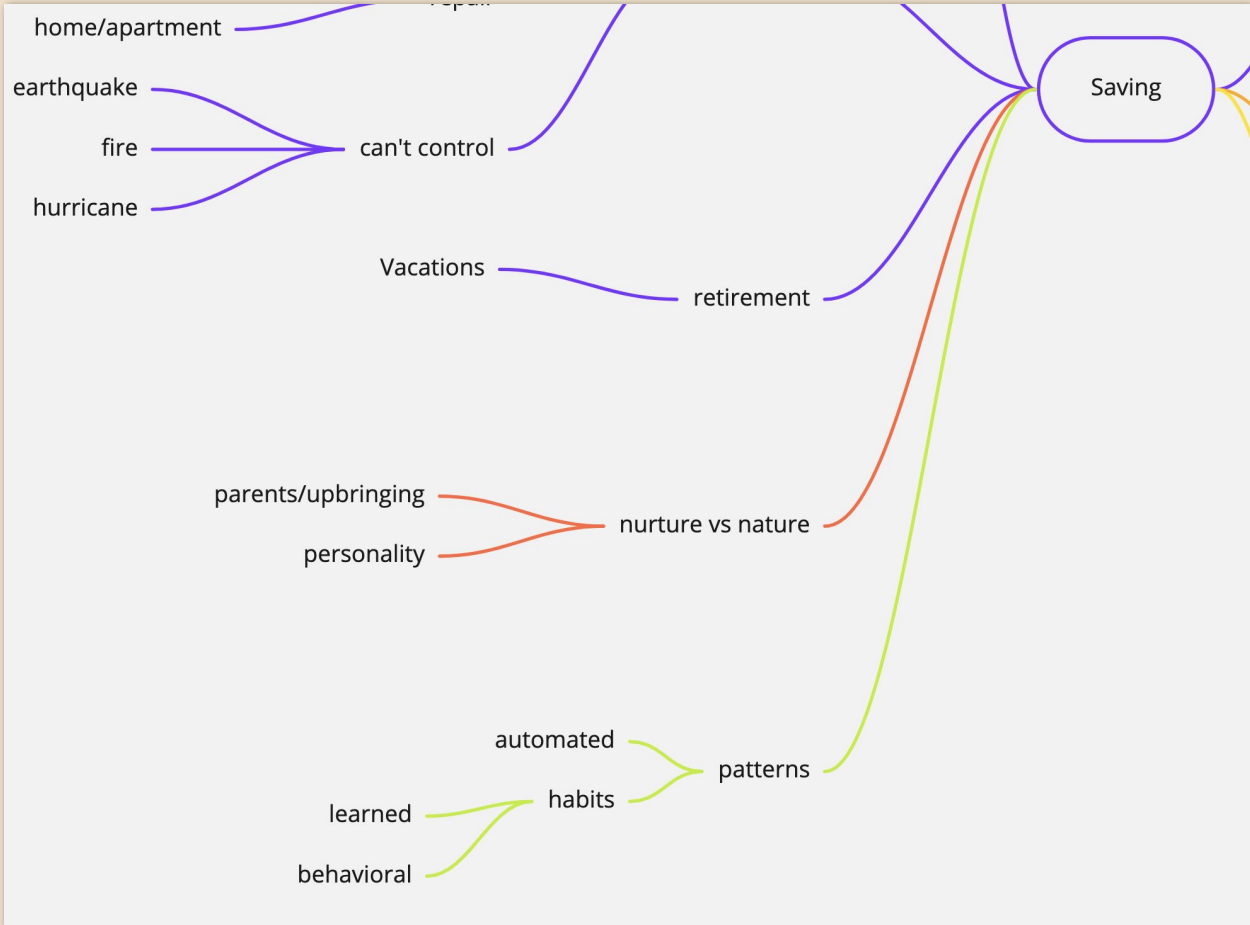 home/apartment
earthquake
fire
hurricane
can't control
Saving
Vacations
retirement
parents/upbringing
personality
nurture vs nature
automated
patterns
habits
learned
behavioral